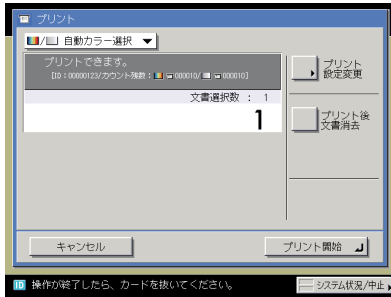 プリント
自動カラー選択
プリントできます。
[ID：00000123/カウント残数： 000010/ 000010]
文書選択数 ： 1
1
プリント
設定変更
プリント後
文書消去
キャンセル
プリント開始
ID 操作が終了したら、カードを抜いてください。
システム状況/中止